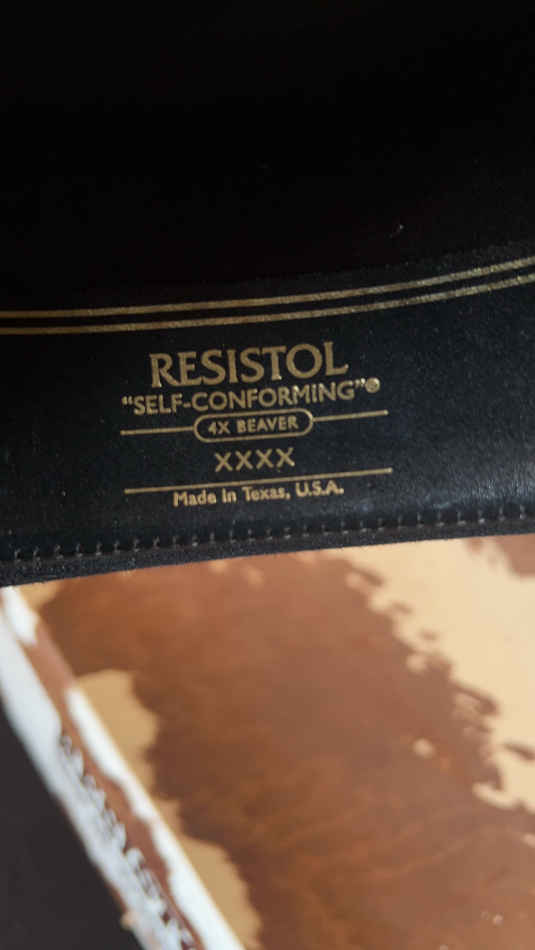 RESISTOL
"SELF-CONFORMING"®
4X BEAVER
XXXX
Made in Texas, U.S.A.